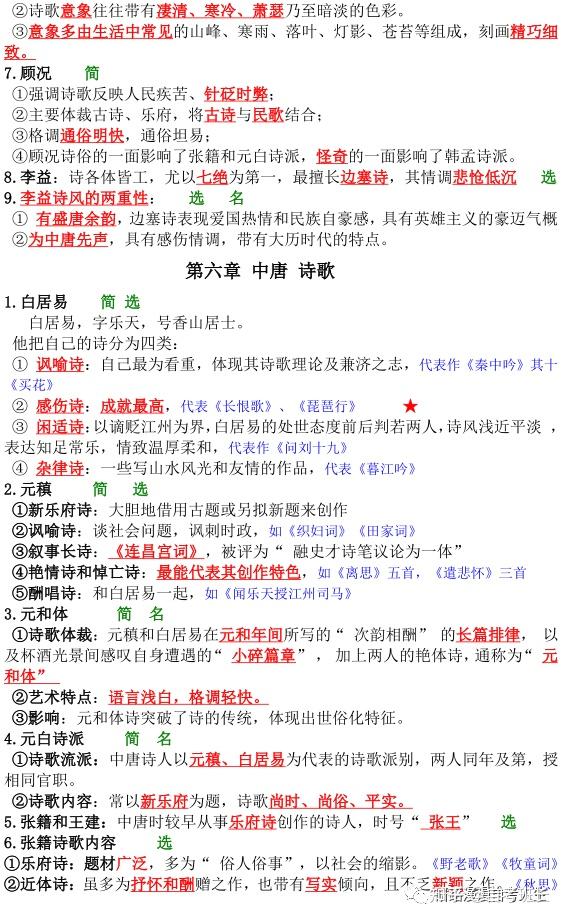 ②诗歌意象往往带有凄清、寒冷、萧瑟乃至暗淡的色彩。
③意象多由生活中常见的山峰、寒雨、落叶、灯影、苍苔等组成，刻画精巧细
致。
7.顾况 简
①强调诗歌反映人民疾苦、针砭时弊；
②主要体裁古诗、乐府，将古诗与民歌结合；
③格调通俗明快，通俗坦易；
④顾况诗俗的一面影响了张籍和元白诗派，怪奇的一面影响了韩孟诗派。
8.李益：诗各体皆工，尤以七绝为第一，最擅长边塞诗，其情调悲怆低沉 选
9.李益诗风的两重性： 选 名
① 有盛唐余韵，边塞诗表现爱国热情和民族自豪感，具有英雄主义的豪迈气概
②为中唐先声，具有感伤情调，带有大历时代的特点。
第六章 中唐 诗歌
1.白居易 简 选
白居易，字乐天，号香山居士。
他把自己的诗分为四类：
① 讽喻诗：自己最为看重，体现其诗歌理论及兼济之志，代表作《秦中吟》其十
《买花》
② 感伤诗：成就最高，代表《长恨歌》、《琵琶行》 ★
③ 闲适诗：以谪贬江州为界，白居易的处世态度前后判若两人，诗风浅近平淡 ，
表达知足常乐，情致温厚柔和，代表作《问刘十九》
④ 杂律诗：一些写山水风光和友情的作品，代表《暮江吟》
2.元稹 简 选
①新乐府诗：大胆地借用古题或另拟新题来创作
②讽喻诗：谈社会问题，讽刺时政，如《织妇词》《田家词》
③叙事长诗：《连昌宫词》，被评为“ 融史才诗笔议论为一体”
④艳情诗和悼亡诗：最能代表其创作特色，如《离思》五首，《遣悲怀》三首
⑤酬唱诗：和白居易一起，如《闻乐天授江州司马》
3.元和体 简 名
①诗歌体裁：元稹和白居易在元和年间所写的“ 次韵相酬” 的长篇排律， 以
及杯酒光景间感叹自身遭遇的“ 小碎篇章” ， 加上两人的艳体诗，通称为“ 元
和体”
②艺术特点：语言浅白，格调轻快。
③影响：元和体诗突破了诗的传统，体现出世俗化特征。
4.元白诗派 简 名
①诗歌流派：中唐诗人以元稹、白居易为代表的诗歌派别，两人同年及第，授
相同官职。
②诗歌内容：常以新乐府为题，诗歌尚时、尚俗、平实。
5.张籍和王建：中唐时较早从事乐府诗创作的诗人，时号“ 张王” 选
6.张籍诗歌内容 选
①乐府诗：题材广泛，多为“ 俗人俗事”，以社会的缩影。《野老歌》《牧童词》
②近体诗：虽多为抒怀和酬赠之作，也带有写实倾向，且不乏新颖之作。《秋思》